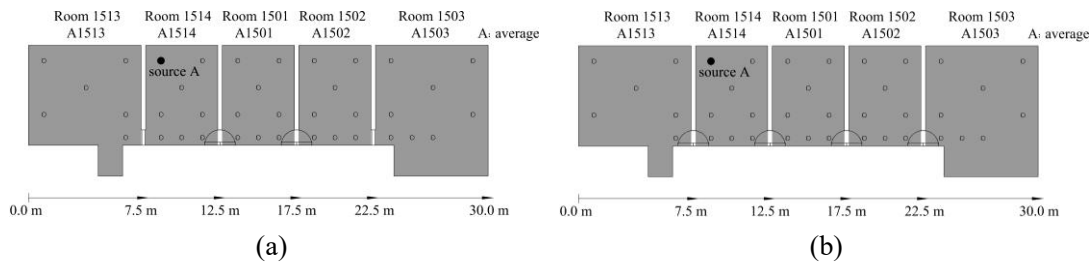 Room 1513 Room 1514 Room 1501 Room 1502 Room 1503
A1513 A1514 A1501 A1502 A1503 A: average
source A
0.0 m 7.5 m 12.5 m 17.5 m 22.5 m 30.0 m
(a)
Room 1513 Room 1514 Room 1501 Room 1502 Room 1503
A1513 A1514 A1501 A1502 A1503 A: average
source A
0.0 m 7.5 m 12.5 m 17.5 m 22.5 m 30.0 m
(b)